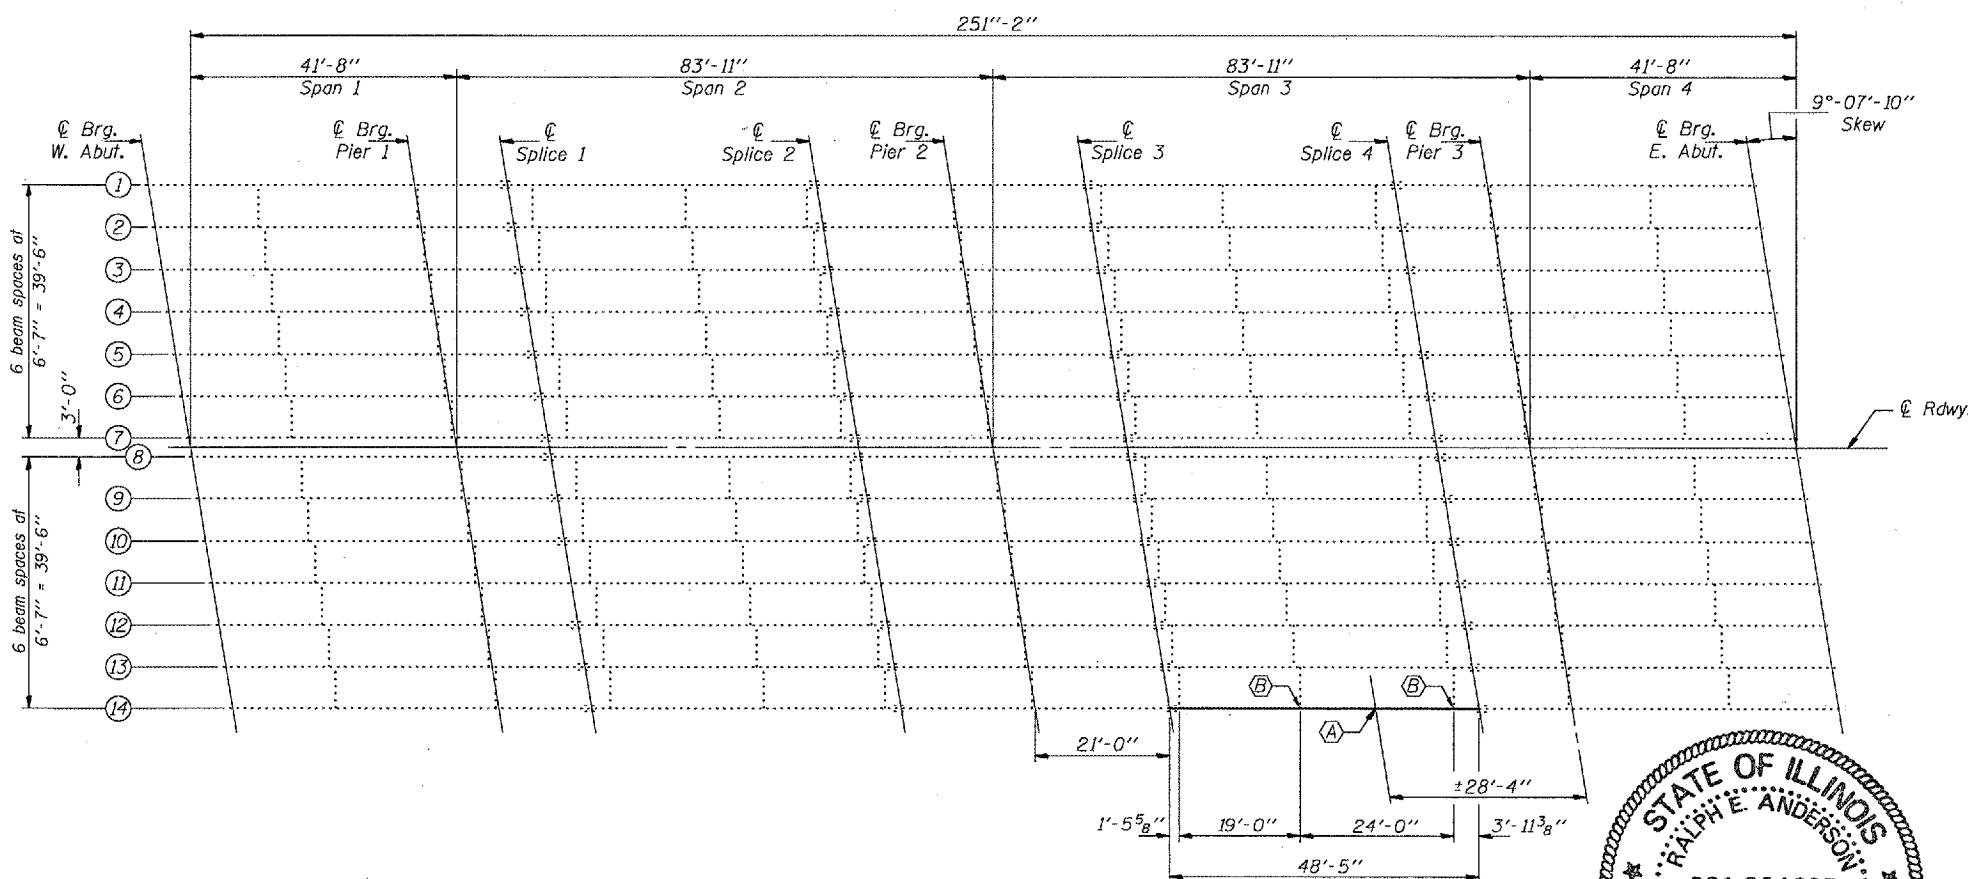 251''-2''
41'-8''
Span 1
83'-11''
Span 2
83'-11''
Span 3
41'-8''
Span 4
9°-07'-10''
Skew
℄ Brg.
W. Abut.
℄ Brg.
Pier 1
℄
Splice 1
℄
Splice 2
℄ Brg.
Pier 2
℄
Splice 3
℄
Splice 4
℄ Brg.
Pier 3
℄ Brg.
E. Abut.
6 beam spaces at
6'-7'' = 39'-6''
1
2
3
4
5
6
7
3'-0''
℄ Rdwy
8
9
10
11
12
13
14
6 beam spaces at
6'-7'' = 39'-6''
B
B
A
21'-0''
±28'-4''
1'-5⅝''
19'-0''
24'-0''
3'-11⅜''
48'-5''
STATE OF ILLINOIS
RALPH E. ANDERSON